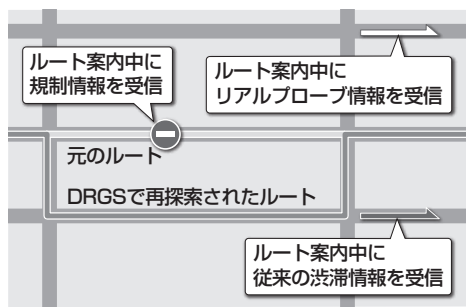 ルート案内中に
規制情報を受信
ルート案内中に
リアルプローブ情報を受信
元のルート
DRGSで再探索されたルート
ルート案内中に
従来の渋滞情報を受信